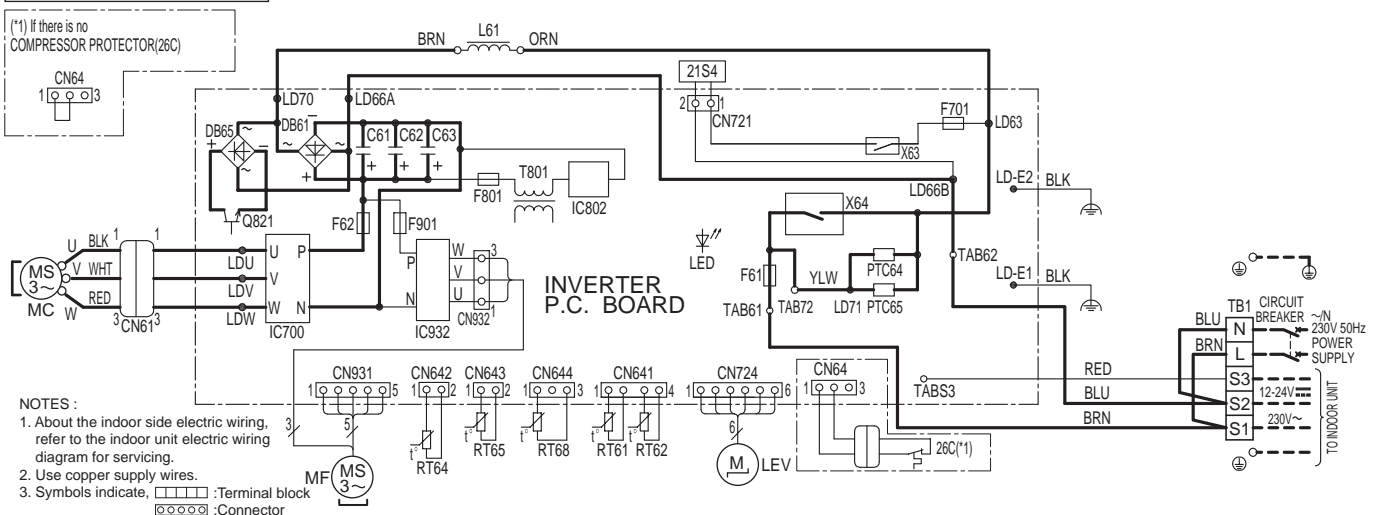 (*1) If there is no
COMPRESSOR PROTECTOR(26C)
CN64
1 3
BRN L61 ORN
21S4
2 1
CN721
F701
LD63
X63
LD70 LD66A
DB65 ~ DB61 −
+ − ~ ~
~ +
C61 C62 C63
+ + +
Q821
F801
T801
IC802
F62 F901
LD66B
LD-E2 BLK
X64
LED
F61
YLW
PTC64
PTC65
LD71
TAB72
TAB61
TAB62
LD-E1 BLK
U BLK 1 1
V WHT
RED
W 3 3
MS
3~
MC
CN61
LDU
LDV
LDW
U P
V
W N
IC700
P
N
W 3
V
U 1
IC932
CN932
INVERTER
P.C. BOARD
TB1
CIRCUIT
BREAKER
~/N
230V 50Hz
POWER
SUPPLY
BLU N
BRN L
RED S3
12-24V
BLU S2
230V~
BRN S1
TO INDOOR UNIT
TABS3
CN931
1 5
CN642
1 2
CN643
1 2
CN644
1 3
CN641
1 4
CN724
1 6
CN64
1 3
3 5
6
t° RT64
t° RT65
t° RT68
t° RT61
t° RT62
M LEV
26C(*1)
MF
MS
3~
NOTES :
1. About the indoor side electric wiring,
refer to the indoor unit electric wiring
diagram for servicing.
2. Use copper supply wires.
3. Symbols indicate, :Terminal block
:Connector